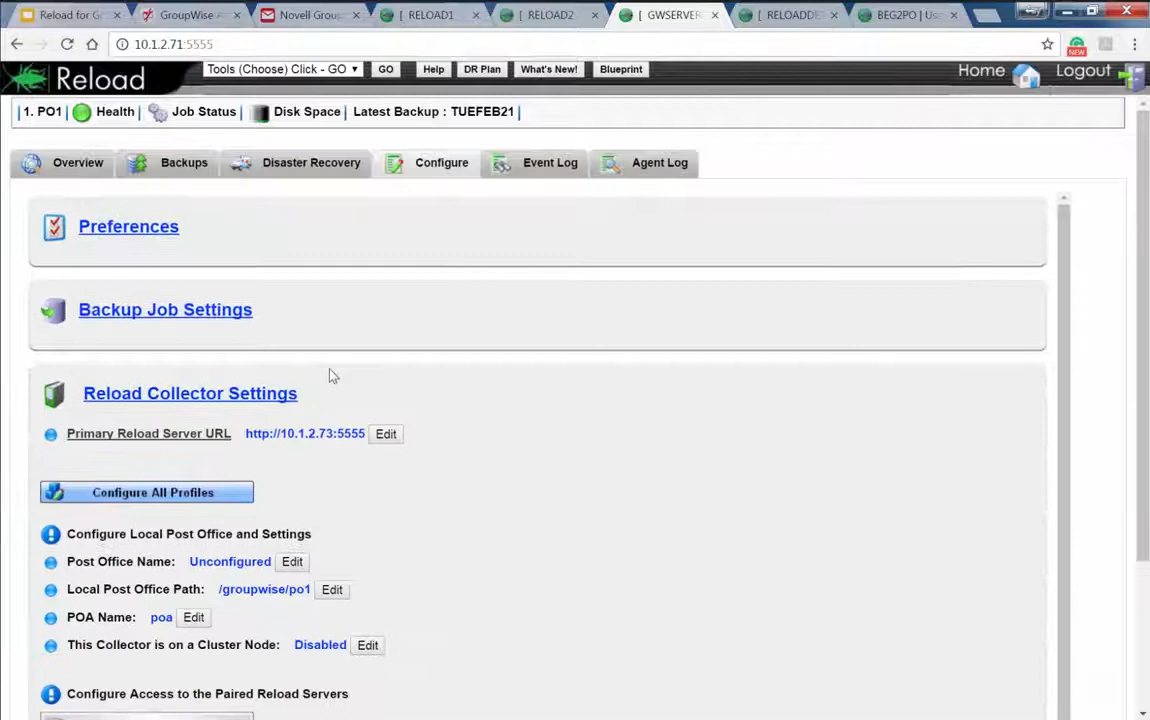 Reload for G
GroupWise A
Novell Group
[ RELOAD1
[ RELOAD2
[ GWSERVER
[ RELOADD
BEG2PO | Us
10.1.2.71:5555
Reload
Tools (Choose) Click - GO
GO
Help
DR Plan
What's New!
Blueprint
Home
Logout
1. PO1 | Health | Job Status | Disk Space | Latest Backup : TUEFEB21 |
Overview
Backups
Disaster Recovery
Configure
Event Log
Agent Log
Preferences
Backup Job Settings
Reload Collector Settings
Primary Reload Server URL http://10.1.2.73:5555 Edit
Configure All Profiles
Configure Local Post Office and Settings
Post Office Name: Unconfigured Edit
Local Post Office Path: /groupwise/po1 Edit
POA Name: poa Edit
This Collector is on a Cluster Node: Disabled Edit
Configure Access to the Paired Reload Servers